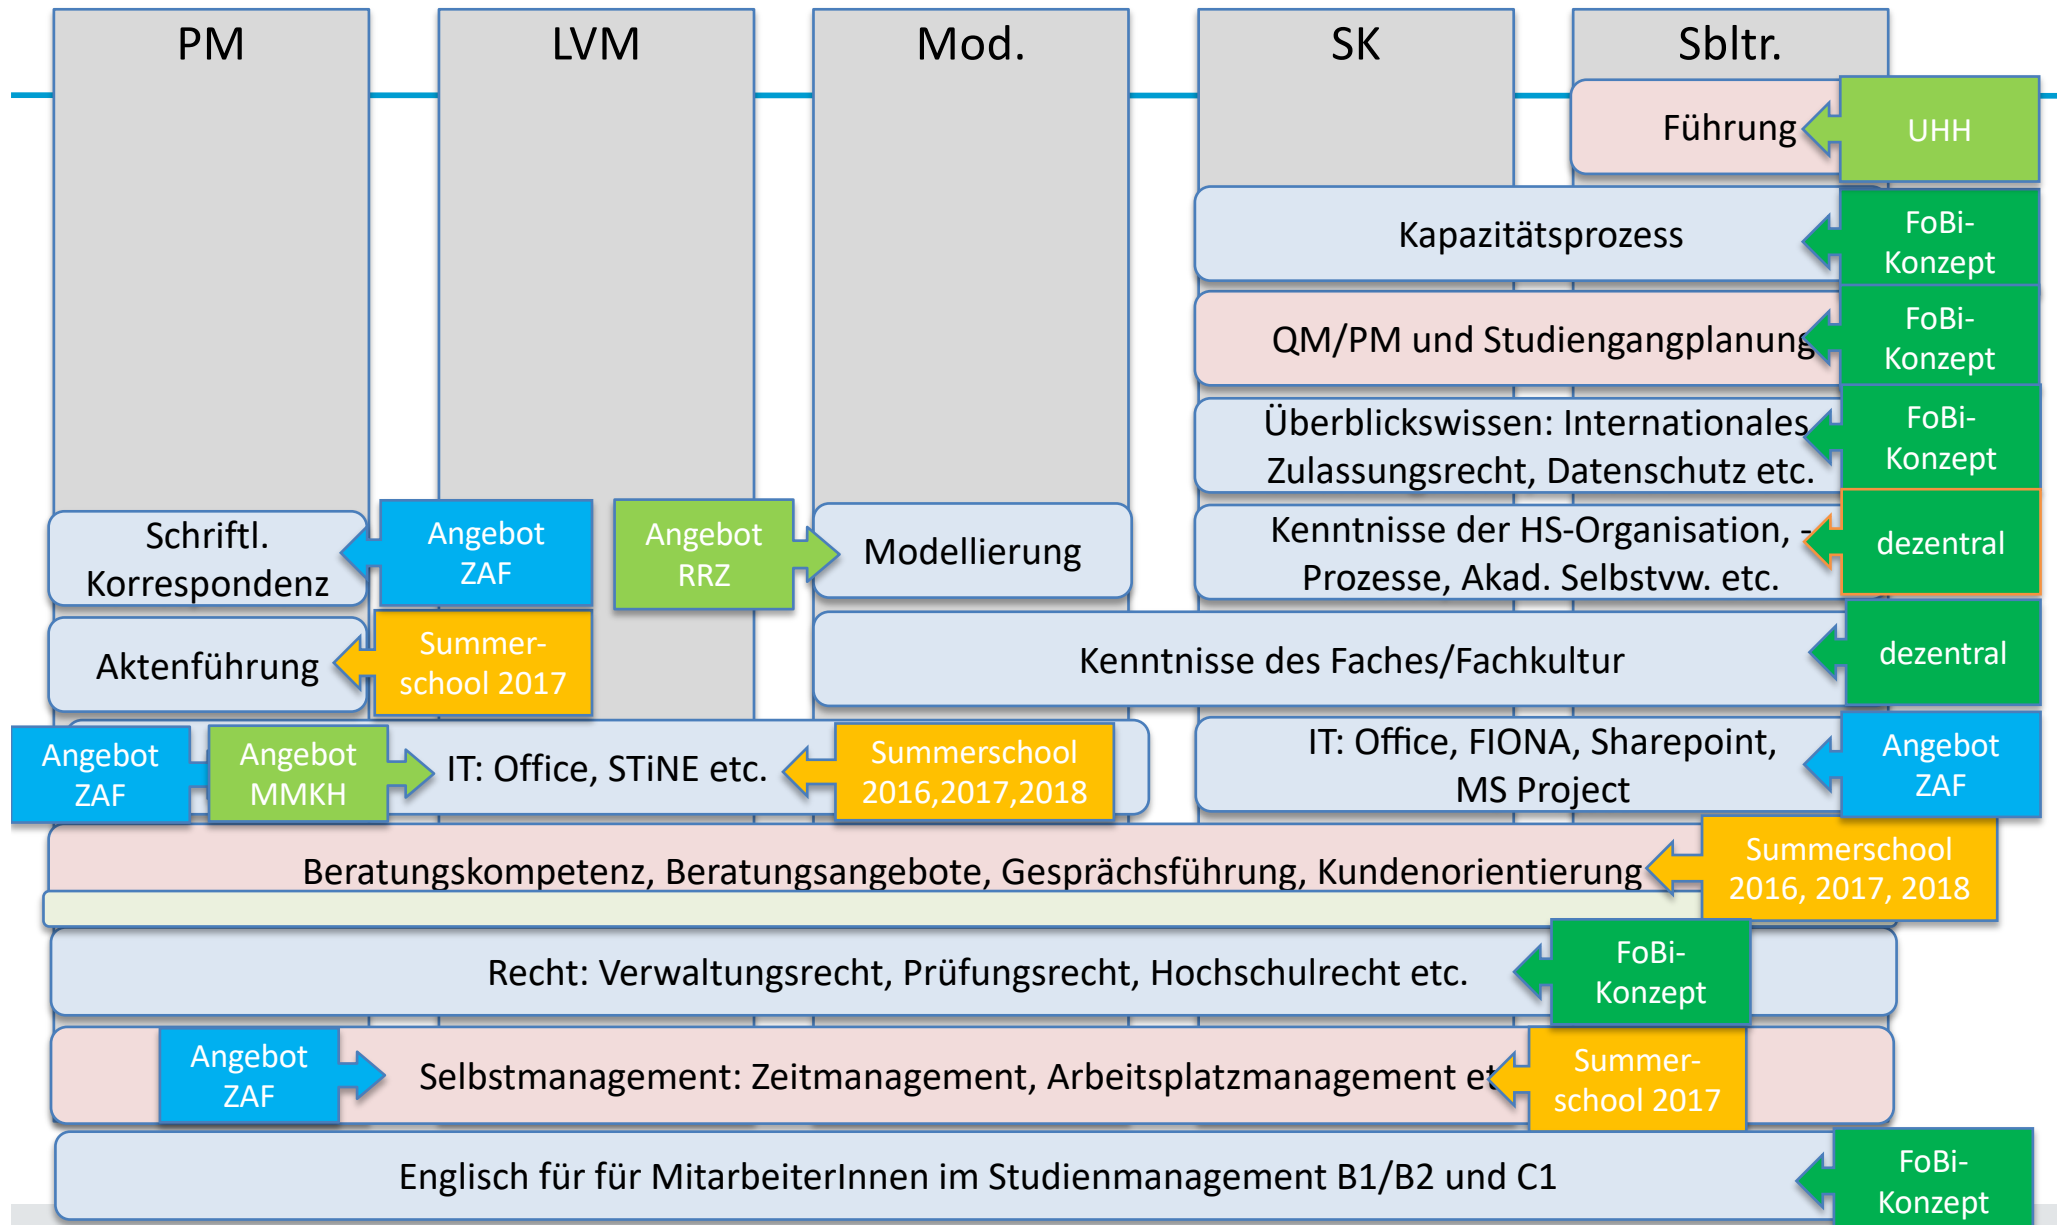 PM
LVM
Mod.
SK
Sbltr.
Führung
UHH
Kapazitätsprozess
FoBi-
Konzept
QM/PM und Studiengangplanung
FoBi-
Konzept
Überblickswissen: Internationales,
Zulassungsrecht, Datenschutz etc.
FoBi-
Konzept
Schriftl.
Korrespondenz
Angebot
ZAF
Angebot
RRZ
Modellierung
Kenntnisse der HS-Organisation, -
Prozesse, Akad. Selbstvw. etc.
dezentral
Aktenführung
Summer-
school 2017
Kenntnisse des Faches/Fachkultur
dezentral
Angebot
ZAF
Angebot
MMKH
IT: Office, STiNE etc.
Summerschool
2016,2017,2018
IT: Office, FIONA, Sharepoint,
MS Project
Angebot
ZAF
Beratungskompetenz, Beratungsangebote, Gesprächsführung, Kundenorientierung
Summerschool
2016, 2017, 2018
Recht: Verwaltungsrecht, Prüfungsrecht, Hochschulrecht etc.
FoBi-
Konzept
Angebot
ZAF
Selbstmanagement: Zeitmanagement, Arbeitsplatzmanagement et
Summer-
school 2017
Englisch für für MitarbeiterInnen im Studienmanagement B1/B2 und C1
FoBi-
Konzept